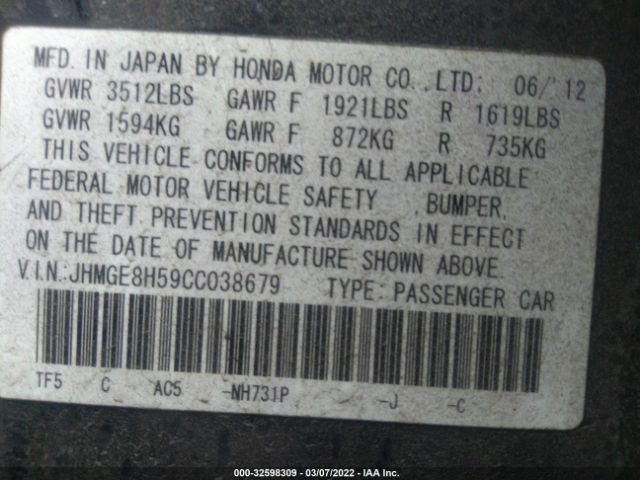 MFD. IN JAPAN BY HONDA MOTOR CO.,LTD. 06/'12
GVWR 3512LBS GAWR F 1921LBS R 1619LBS
GVWR 1594KG GAWR F 872KG R 735KG
THIS VEHICLE CONFORMS TO ALL APPLICABLE
FEDERAL MOTOR VEHICLE SAFETY , BUMPER,
AND THEFT PREVENTION STANDARDS IN EFFECT
ON THE DATE OF MANUFACTURE SHOWN ABOVE.
V.I.N.:JHMGE8H59CC038679 TYPE:PASSENGER CAR
TF5 C AC5 -NH731P -J -C
000-32598309 - 03/07/2022 - IAA Inc.